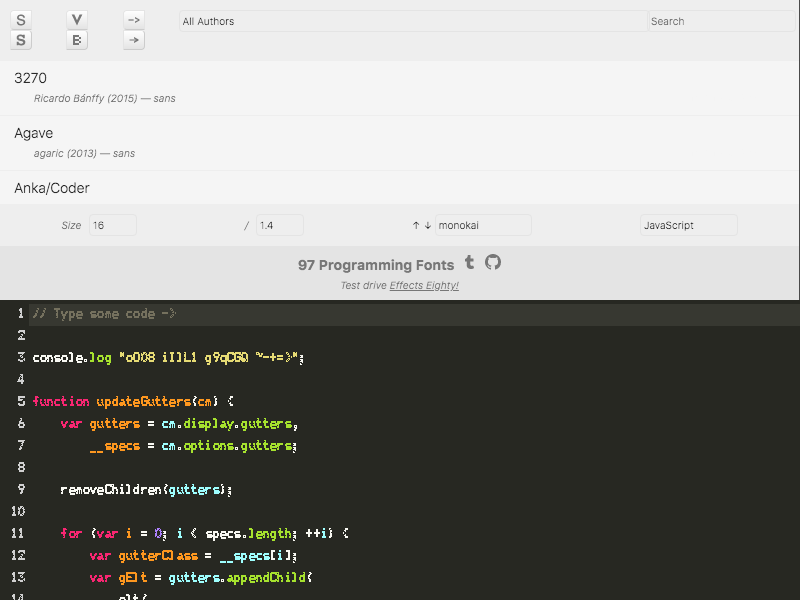 S V -> All Authors Search
S B →
3270
Ricardo Bánffy (2015) — sans
Agave
agaric (2013) — sans
Anka/Coder
Size 16 / 1.4 ↑ ↓ monokai JavaScript
97 Programming Fonts t
Test drive Effects Eighty!
1 // Type some code ->
2
3 console.log "oO08 iIlL1 g9qCGQ ~-+=>";
4
5 function updateGutters(cm) {
6 var gutters = cm.display.gutters,
7 __specs = cm.options.gutters;
8
9 removeChildren(gutters);
10
11 for (var i = 0; i < specs.length; ++i) {
12 var gutterClass = __specs[i];
13 var gElt = gutters.appendChild(
14 elt(